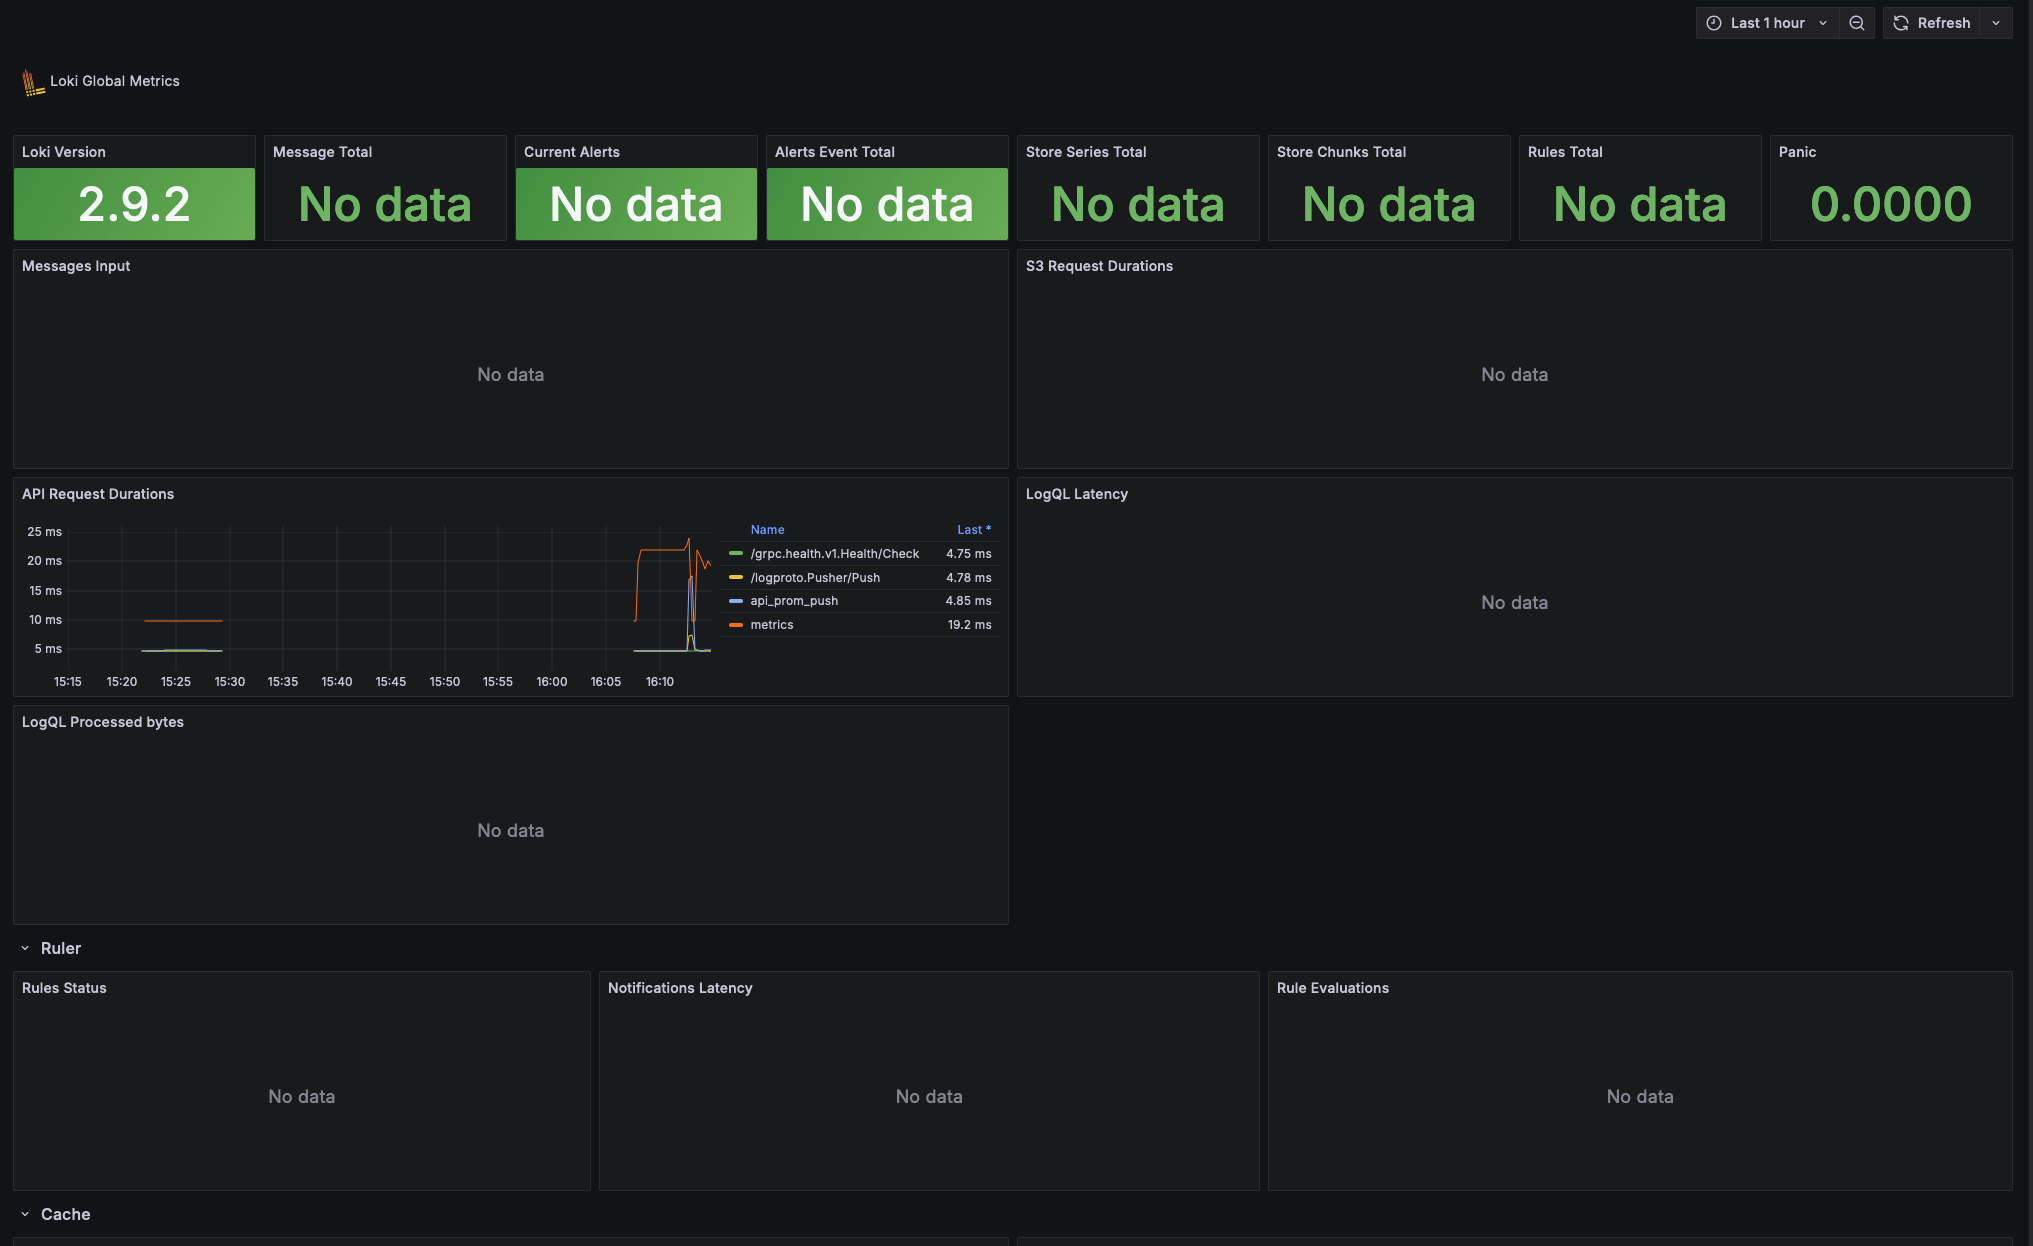 Last 1 hour
Refresh
Loki Global Metrics
Loki Version
2.9.2
Message Total
No data
Current Alerts
No data
Alerts Event Total
No data
Store Series Total
No data
Store Chunks Total
No data
Rules Total
No data
Panic
0.0000
Messages Input
No data
S3 Request Durations
No data
API Request Durations
25 ms
20 ms
15 ms
10 ms
5 ms
15:15 15:20 15:25 15:30 15:35 15:40 15:45 15:50 15:55 16:00 16:05 16:10
Name Last *
/grpc.health.v1.Health/Check 4.75 ms
/logproto.Pusher/Push 4.78 ms
api_prom_push 4.85 ms
metrics 19.2 ms
LogQL Latency
No data
LogQL Processed bytes
No data
Ruler
Rules Status
No data
Notifications Latency
No data
Rule Evaluations
No data
Cache